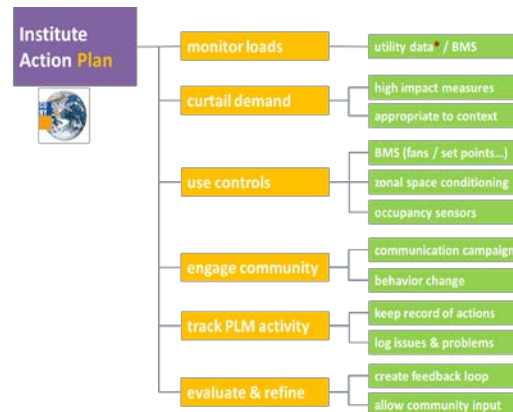 Institute
Action Plan
monitor loads
utility data* / BMS
curtail demand
high impact measures
appropriate to context
use controls
BMS (fans / set points...)
zonal space conditioning
occupancy sensors
engage community
communication campaign
behavior change
track PLM activity
keep record of actions
log issues & problems
evaluate & refine
create feedback loop
allow community input